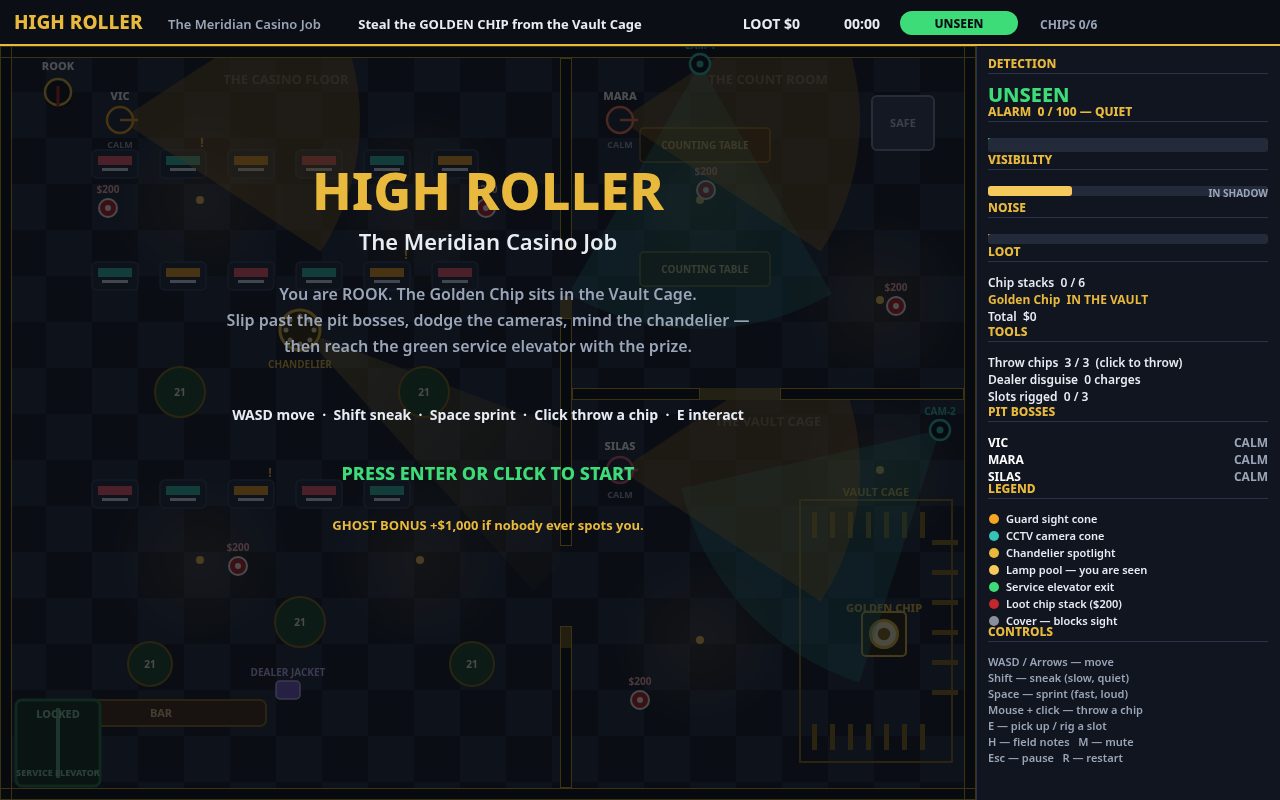 HIGH ROLLER
The Meridian Casino Job
Steal the GOLDEN CHIP from the Vault Cage
LOOT $0
00:00
UNSEEN
CHIPS 0/6
ROOK
THE CASINO FLOOR
VIC
CALM
!
$200
THE COUNT ROOM
MARA
CALM
COUNTING TABLE
SAFE
$200
HIGH ROLLER
The Meridian Casino Job
!
COUNTING TABLE
$200
You are ROOK. The Golden Chip sits in the Vault Cage.
Slip past the pit bosses, dodge the cameras, mind the chandelier —
then reach the green service elevator with the prize.
CHANDELIER
21
21
WASD move · Shift sneak · Space sprint · Click throw a chip · E interact
THE VAULT CAGE
CAM-2
SILAS
CALM
!
PRESS ENTER OR CLICK TO START
VAULT CAGE
GHOST BONUS +$1,000 if nobody ever spots you.
$200
21
GOLDEN CHIP
21
21
DEALER JACKET
$200
LOCKED
BAR
SERVICE ELEVATOR
DETECTION
UNSEEN
ALARM 0 / 100 — QUIET
VISIBILITY
IN SHADOW
NOISE
LOOT
Chip stacks 0 / 6
Golden Chip IN THE VAULT
Total $0
TOOLS
Throw chips 3 / 3 (click to throw)
Dealer disguise 0 charges
Slots rigged 0 / 3
PIT BOSSES
VIC CALM
MARA CALM
SILAS CALM
LEGEND
Guard sight cone
CCTV camera cone
Chandelier spotlight
Lamp pool — you are seen
Service elevator exit
Loot chip stack ($200)
Cover — blocks sight
CONTROLS
WASD / Arrows — move
Shift — sneak (slow, quiet)
Space — sprint (fast, loud)
Mouse + click — throw a chip
E — pick up / rig a slot
H — field notes M — mute
Esc — pause R — restart